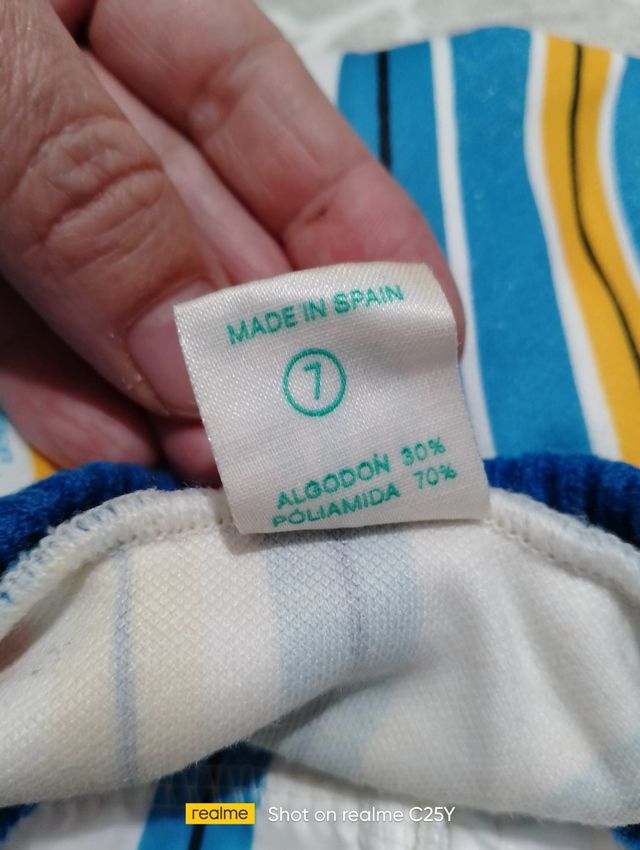 MADE IN SPAIN
7
ALGODÓN 30%
POLIAMIDA 70%
realme Shot on realme C25Y